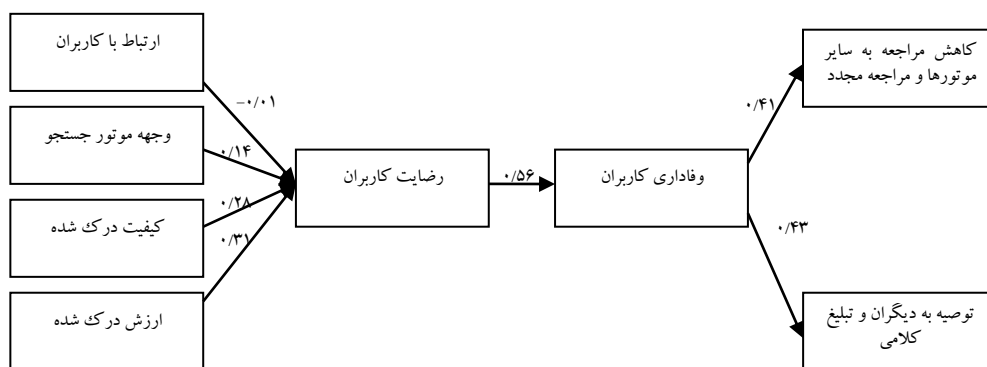 ارتباط با کاربران
وجهه موتور جستجو
کیفیت درک شده
ارزش درک شده
-۰/۰۱
۰/۱۴
۰/۲۸
۰/۳۱
رضایت کاربران
۰/۵۶
وفاداری کاربران
۰/۴۱
۰/۴۳
کاهش مراجعه به سایر
موتورها و مراجعه مجدد
توصیه به دیگران و تبلیغ
کلامی